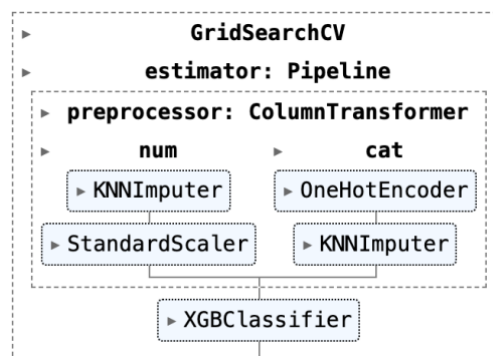 GridSearchCV
estimator: Pipeline
preprocessor: ColumnTransformer
num cat
KNNImputer OneHotEncoder
StandardScaler KNNImputer
XGBClassifier